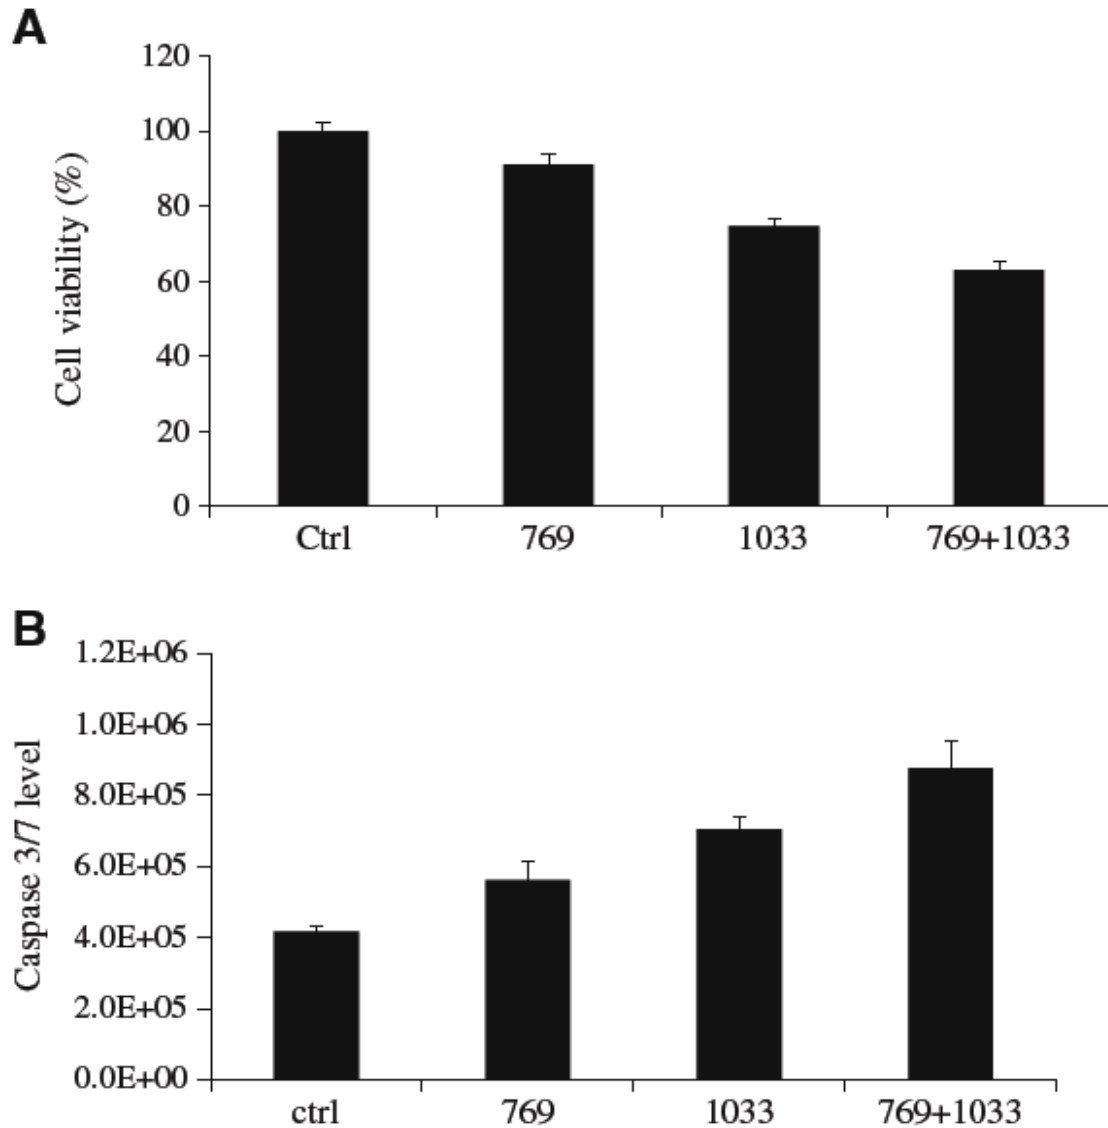 A
120
100
80
60
40
20
0
Cell viability (%)
Ctrl 769 1033 769+1033
B
1.2E+06
1.0E+06
8.0E+05
6.0E+05
4.0E+05
2.0E+05
0.0E+00
Caspase 3/7 level
ctrl 769 1033 769+1033